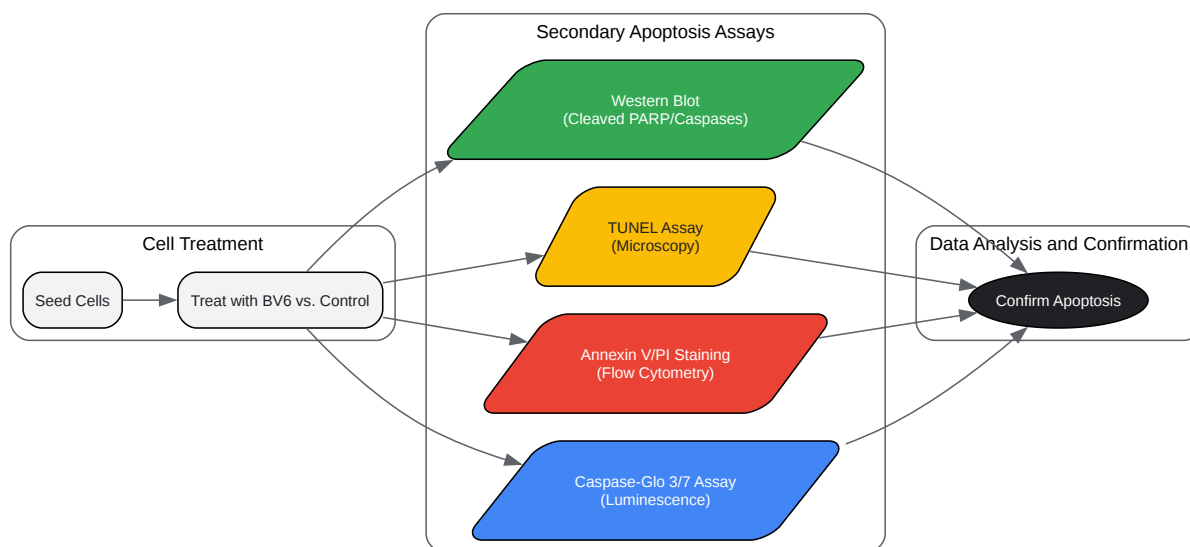 Secondary Apoptosis Assays
Western Blot
(Cleaved PARP/Caspases)
TUNEL Assay
(Microscopy)
Cell Treatment
Data Analysis and Confirmation
Seed Cells
Treat with BV6 vs. Control
Confirm Apoptosis
Annexin V/PI Staining
(Flow Cytometry)
Caspase-Glo 3/7 Assay
(Luminescence)